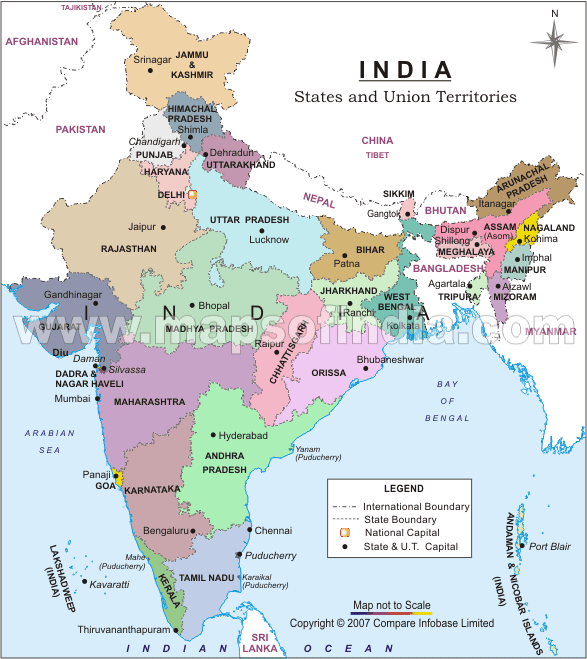 TAJIKISTAN
N
AFGHANISTAN
JAMMU
&
KASHMIR
Srinagar
INDIA
States and Union Territories
HIMACHAL
PRADESH
Shimla
PAKISTAN
CHINA
TIBET
Chandigarh
PUNJAB
Dehradun
UTTARAKHAND
HARYANA
DELHI
NEPAL
SIKKIM
Gangtok
BHUTAN
ARUNACHAL
PRADESH
Itanagar
UTTAR PRADESH
Lucknow
Jaipur
RAJASTHAN
BIHAR
Patna
Dispur
Shillong
MEGHALAYA
ASSAM
(Asom)
NAGALAND
Kohima
Imphal
MANIPUR
BANGLADESH
Agartala
TRIPURA
Aizawl
MIZORAM
Gandhinagar
GUJARAT
Bhopal
MADHYA PRADESH
JHARKHAND
Ranchi
WEST
BENGAL
Kolkata
I N D I A
www.mapsofindia.com
MYANMAR
Diu
Daman
Silvassa
DADRA &
NAGAR HAVELI
Mumbai
MAHARASHTRA
Raipur
CHHATTISGARH
ORISSA
Bhubaneshwar
BAY
OF
BENGAL
ARABIAN
SEA
Hyderabad
ANDHRA
PRADESH
Yanam
(Puducherry)
Panaji
GOA
KARNATAKA
LEGEND
International Boundary
State Boundary
National Capital
State & U.T. Capital
Bengaluru
Chennai
Mahe
(Puducherry)
Puducherry
LAKSHADWEEP
(INDIA)
Kavaratti
KERALA
TAMIL NADU
Karaikal
(Puducherry)
ANDAMAN & NICOBAR ISLANDS
(INDIA)
Port Blair
Thiruvananthapuram
Map not to Scale
Copyright © 2007 Compare Infobase Limited
SRI
LANKA
INDIAN OCEAN